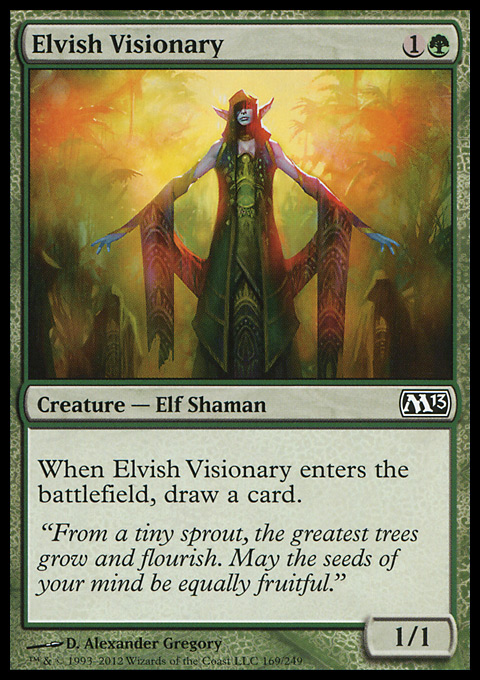 Elvish Visionary 1
Creature — Elf Shaman M13
When Elvish Visionary enters the
battlefield, draw a card.
“From a tiny sprout, the greatest trees
grow and flourish. May the seeds of
your mind be equally fruitful.”
D. Alexander Gregory
™ & © 1993–2012 Wizards of the Coast LLC 169/249
1/1